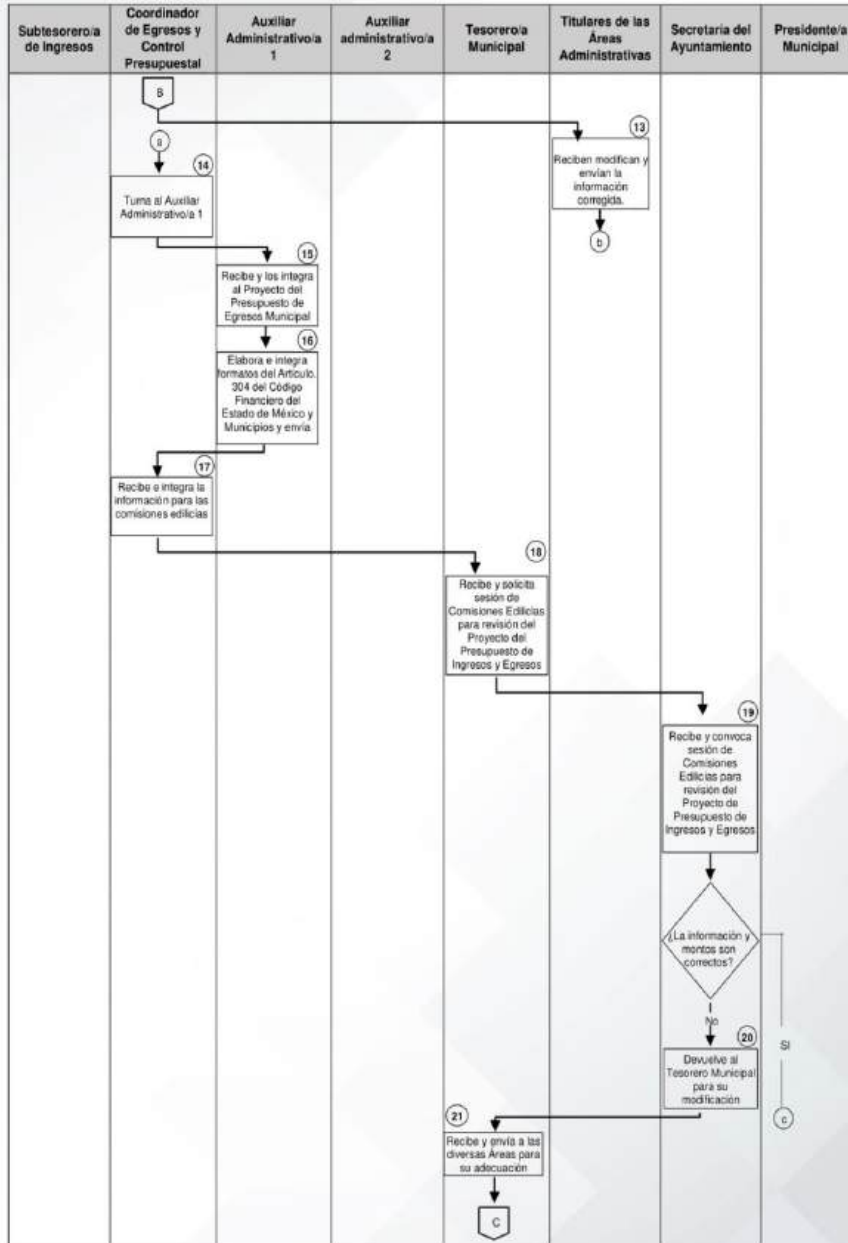 Subtesorero/a
de Ingresos
Coordinador
de Egresos y
Control
Presupuestal
Auxiliar
Administrativo/a
1
Auxiliar
administrativo/a
2
Tesorero/a
Municipal
Titulares de las
Áreas
Administrativas
Secretaría del
Ayuntamiento
Presidente/a
Municipal
B
13
Reciben modifican y
envían la
información
corregida.
b
a
14
Turna al Auxiliar
Administrativo/a 1
15
Recibe y los integra
al Proyecto del
Presupuesto de
Egresos Municipal
16
Elabora e integra
formatos del Artículo.
304 del Código
Financiero del
Estado de México y
Municipios y envía
17
Recibe e integra la
información para las
comisiones edilicias
18
Recibe y solicita
sesión de
Comisiones Edilicias
para revisión del
Proyecto del
Presupuesto de
Ingresos y Egresos
19
Recibe y convoca
sesión de
Comisiones
Edilicias para
revisión del
Proyecto de
Presupuesto de
Ingresos y Egresos
¿La información y
montos son
correctos?
No
SI
c
20
Devuelve al
Tesorero Municipal
para su
modificación
21
Recibe y envía a las
diversas Áreas para
su adecuación
C